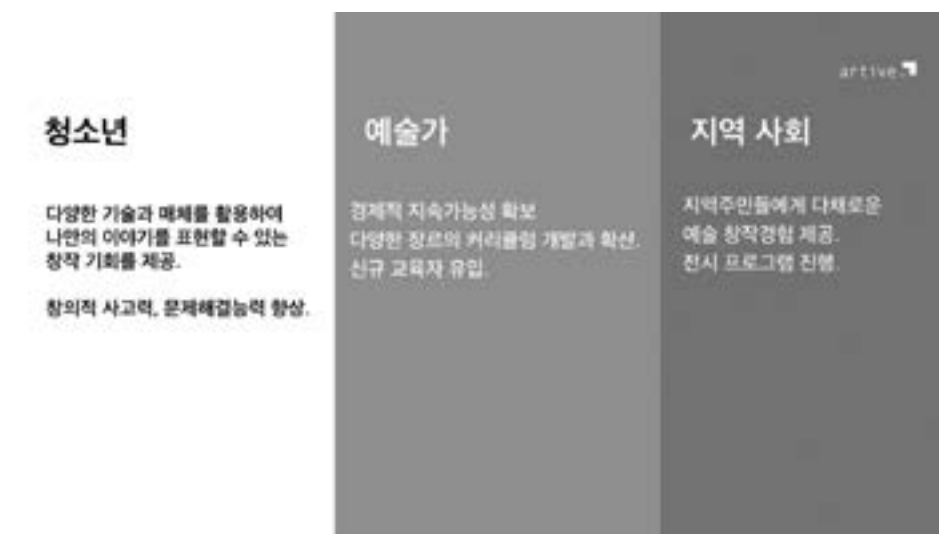 청소년
다양한 기술과 매체를 활용하여
나만의 이야기를 표현할 수 있는
창작 기회를 제공.
창의적 사고력, 문제해결능력 향상.
예술가
경제적 지속가능성 확보
다양한 장르의 커리큘럼 개발과 확산.
신규 교육자 유입.
artive.
지역 사회
지역주민들에게 다채로운
예술 창작경험 제공.
전시 프로그램 진행.